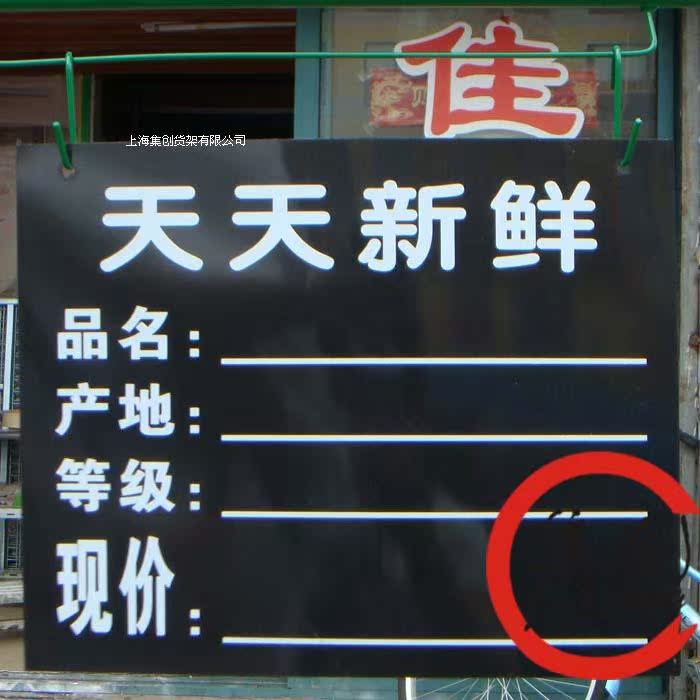 佳
上海集创货架有限公司
天天新鲜
品名：
产地：
等级：
现价：